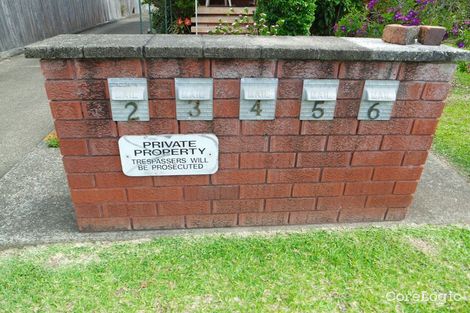 2 3 4 5 6
PRIVATE PROPERTY
TRESPASSERS WILL
BE PROSECUTED
CoreLogic